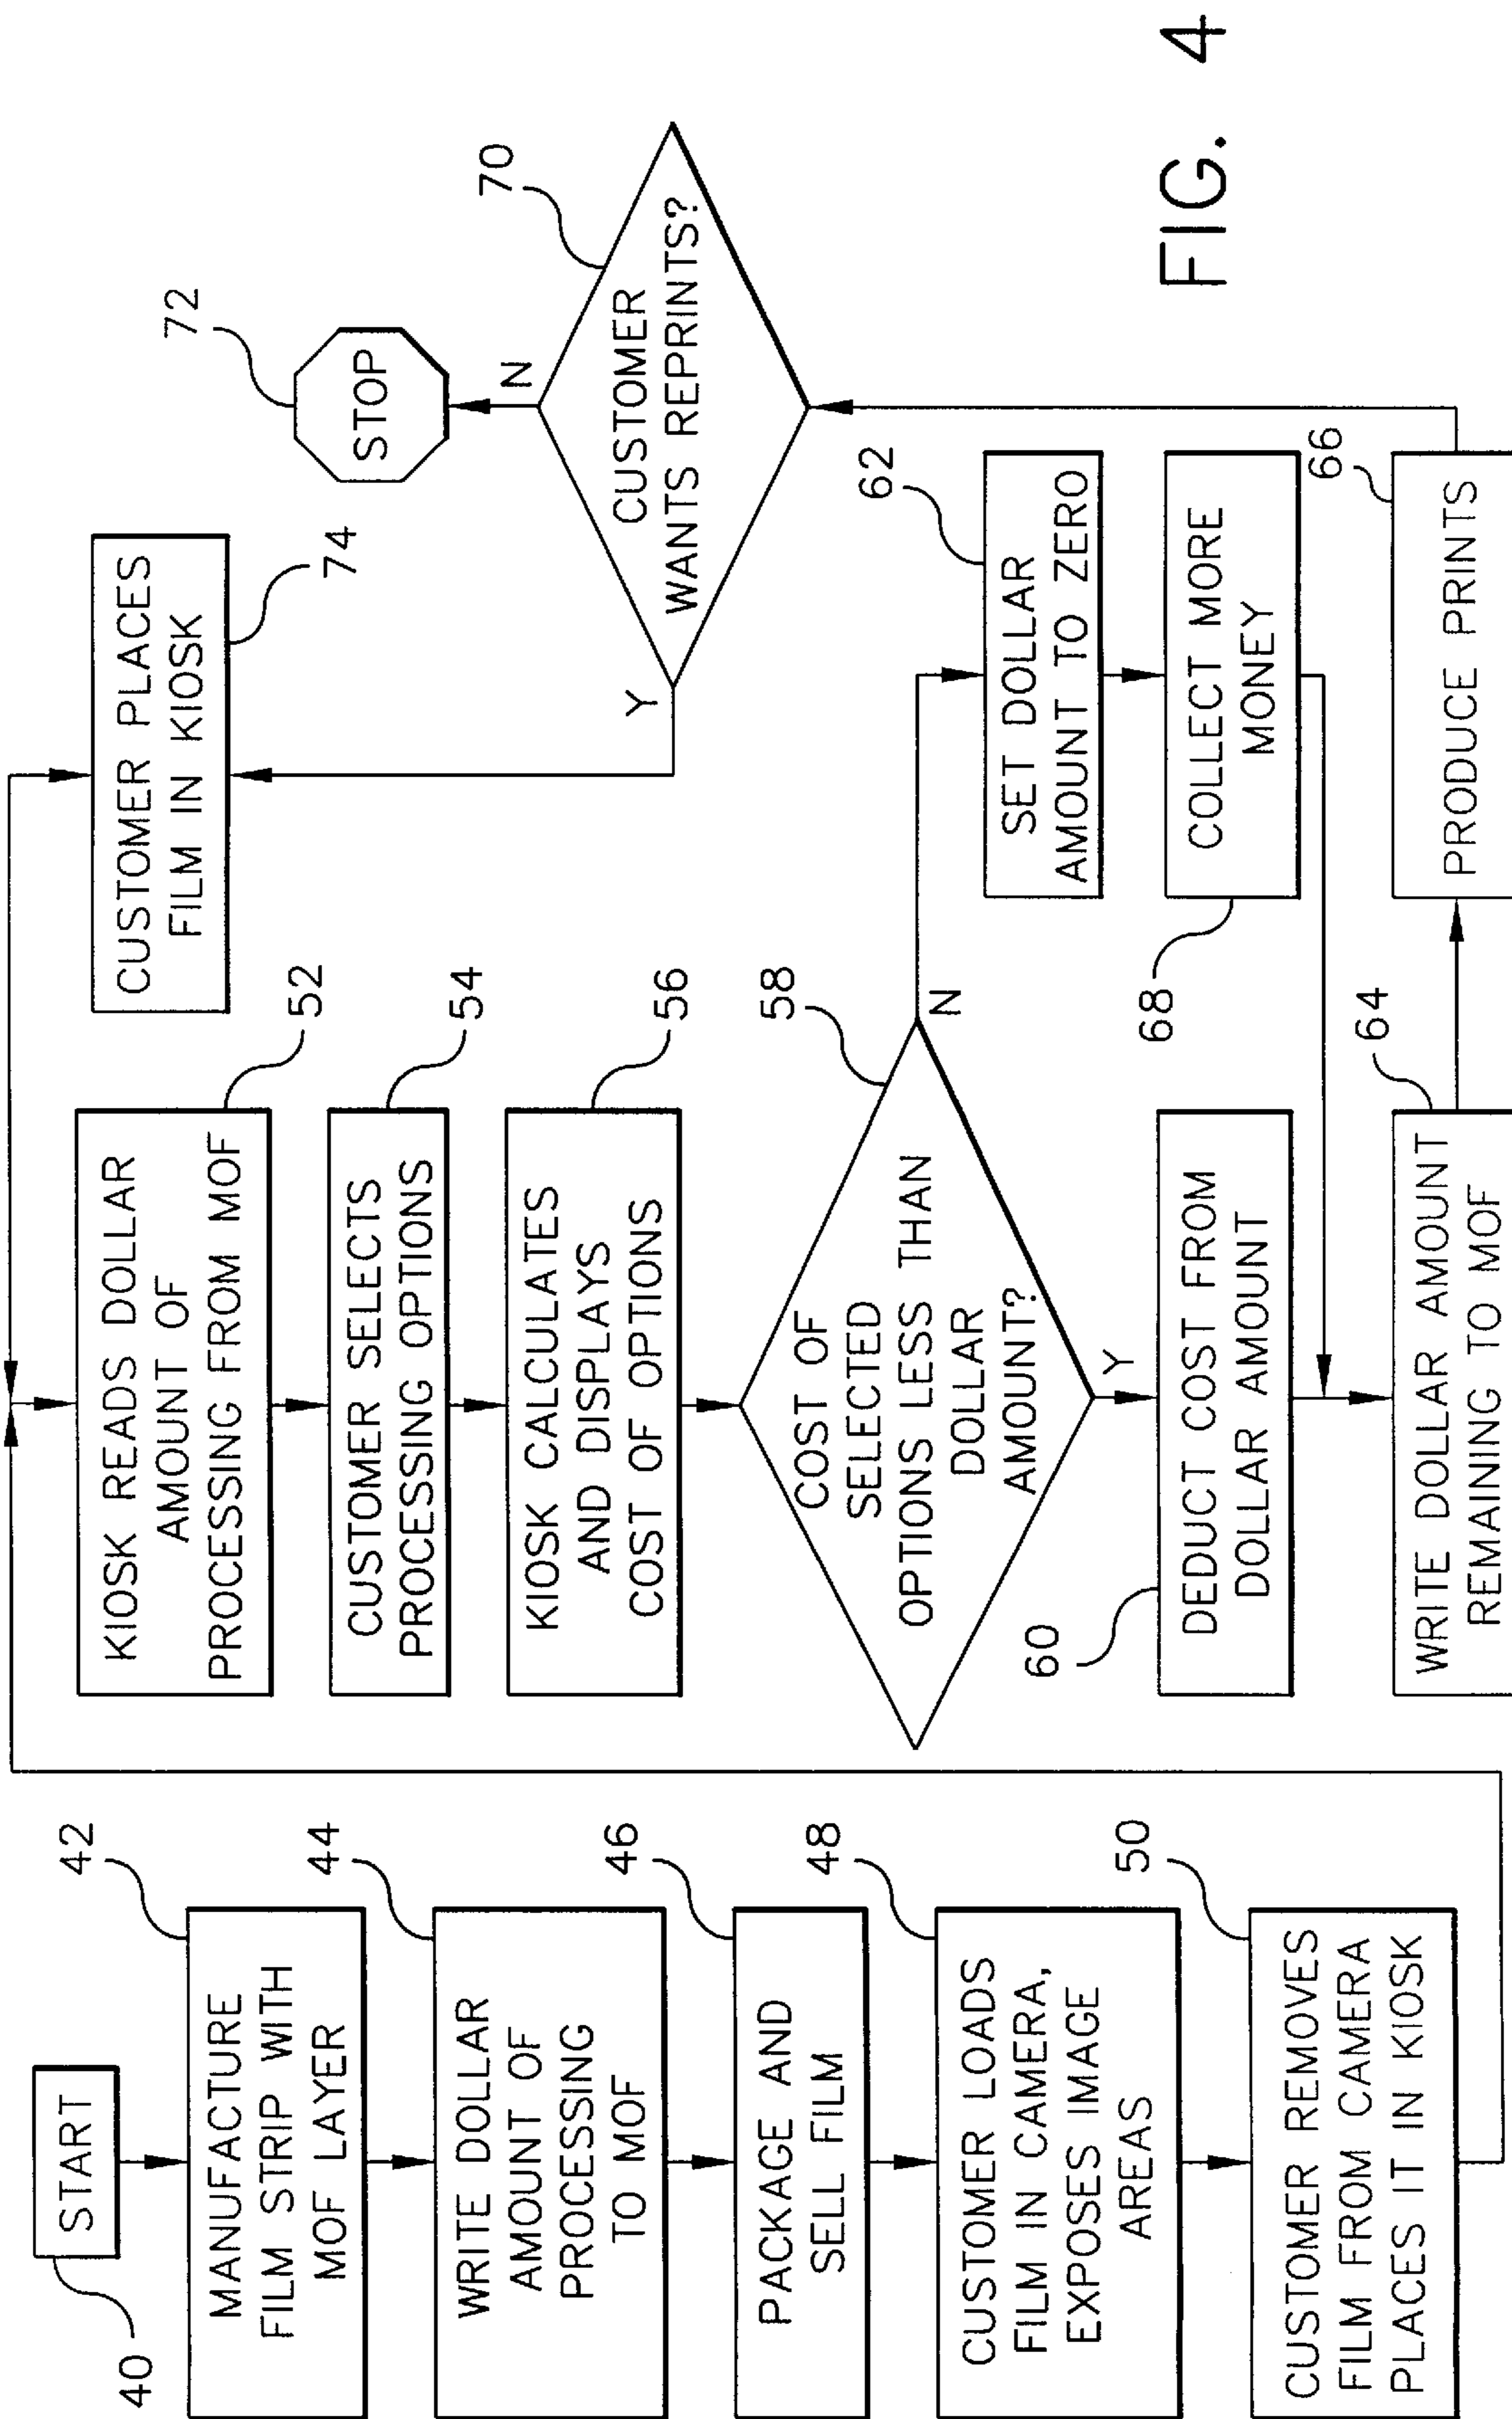 START
40
42
MANUFACTURE
FILM STRIP WITH
MOF LAYER
44
WRITE DOLLAR
AMOUNT OF
PROCESSING
TO MOF
46
PACKAGE AND
SELL FILM
48
CUSTOMER LOADS
FILM IN CAMERA,
EXPOSES IMAGE
AREAS
50
CUSTOMER REMOVES
FILM FROM CAMERA
PLACES IT IN KIOSK
KIOSK READS DOLLAR
AMOUNT OF
PROCESSING FROM MOF
52
CUSTOMER SELECTS
PROCESSING OPTIONS
54
KIOSK CALCULATES
AND DISPLAYS
COST OF OPTIONS
56
COST OF
SELECTED
OPTIONS LESS THAN
DOLLAR
AMOUNT?
58
N
Y
60
DEDUCT COST FROM
DOLLAR AMOUNT
62
SET DOLLAR
AMOUNT TO ZERO
68
COLLECT MORE
MONEY
64
WRITE DOLLAR AMOUNT
REMAINING TO MOF
66
PRODUCE PRINTS
CUSTOMER PLACES
FILM IN KIOSK
74
72
STOP
N
Y
70
CUSTOMER
WANTS REPRINTS?
FIG. 4